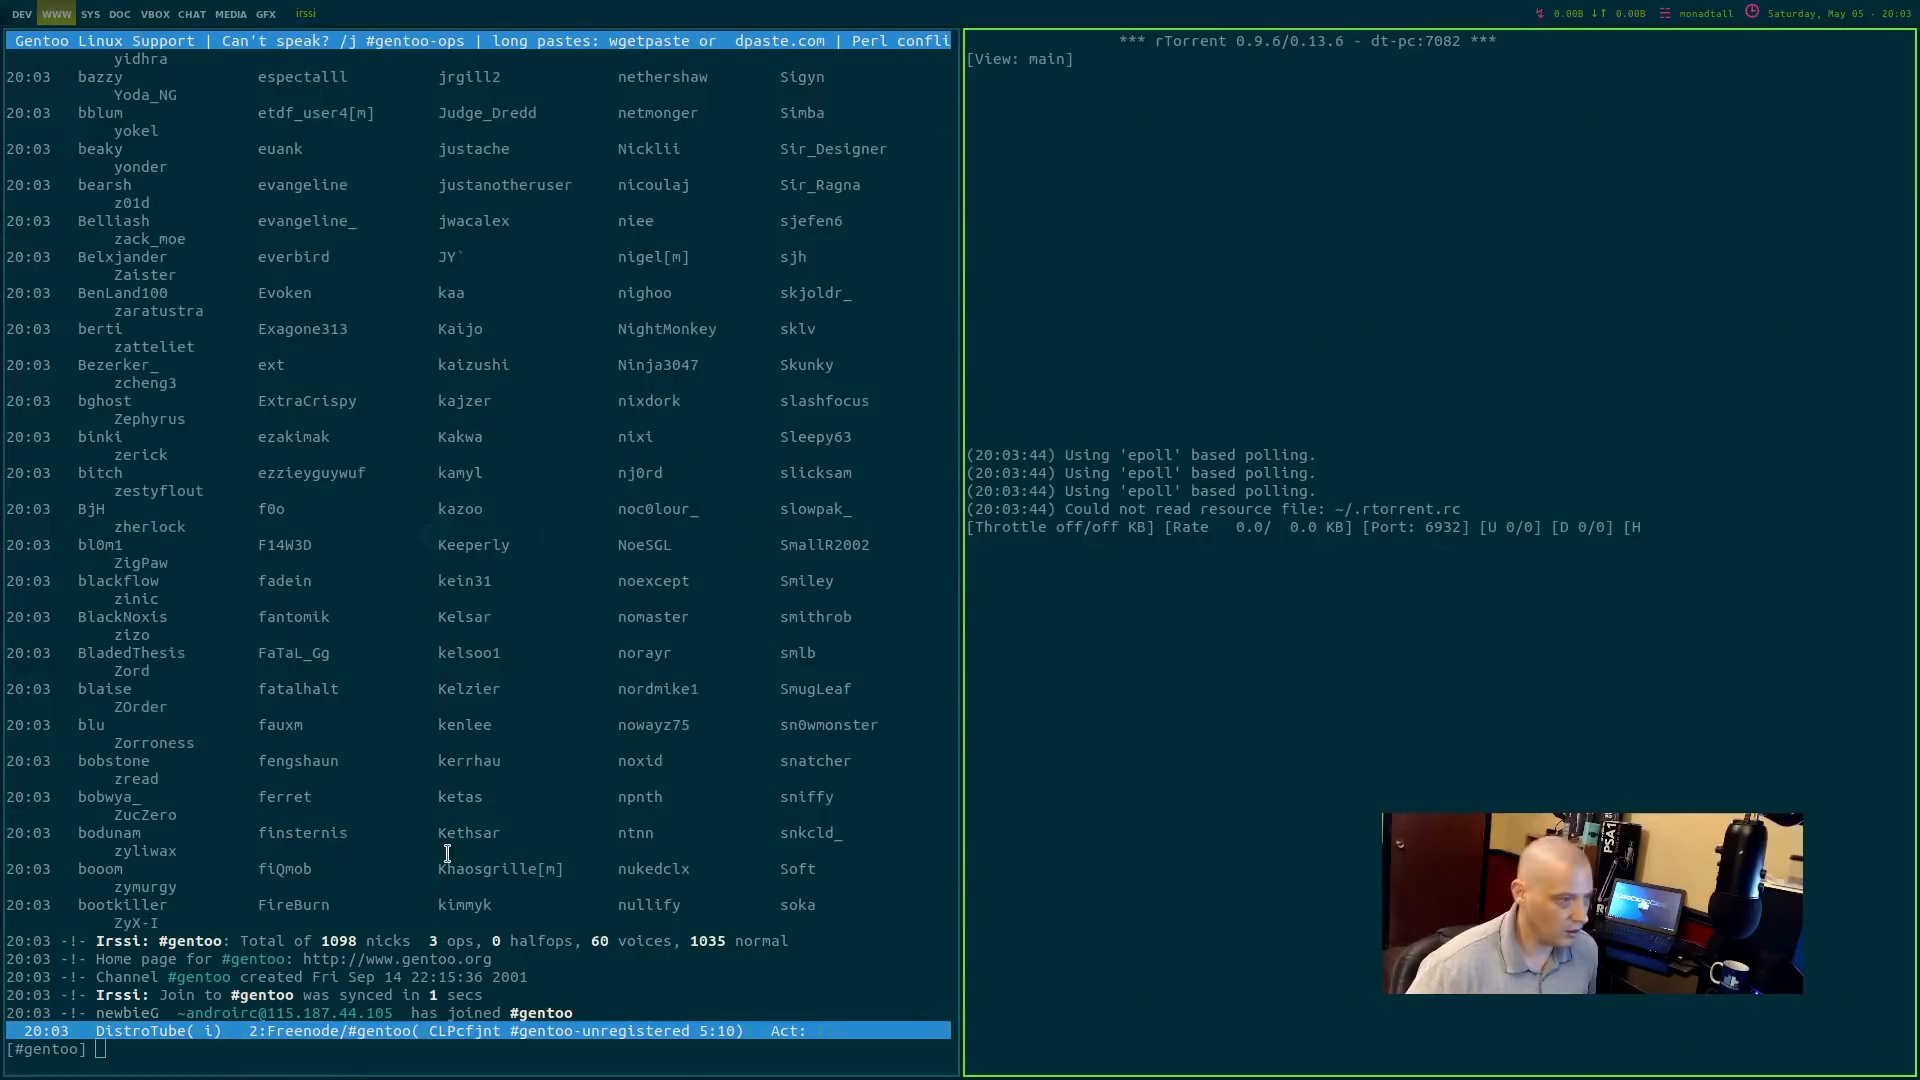 DEV WWW SYS DOC VBOX CHAT MEDIA GFX irssi 0.00B ↓↑ 0.00B monadtall Saturday, May 05 - 20:03
Gentoo Linux Support | Can't speak? /j #gentoo-ops | long pastes: wgetpaste or dpaste.com | Perl confli
yidhra
20:03 bazzy espectalll jrgill2 nethershaw Sigyn
Yoda_NG
20:03 bblum etdf_user4[m] Judge_Dredd netmonger Simba
yokel
20:03 beaky euank justache Nicklii Sir_Designer
yonder
20:03 bearsh evangeline justanotheruser nicoulaj Sir_Ragna
z01d
20:03 Belliash evangeline_ jwacalex niee sjefen6
zack_moe
20:03 Belxjander everbird JY` nigel[m] sjh
Zaister
20:03 BenLand100 Evoken kaa nighoo skjoldr_
zaratustra
20:03 berti Exagone313 Kaijo NightMonkey sklv
zatteliet
20:03 Bezerker_ ext kaizushi Ninja3047 Skunky
zcheng3
20:03 bghost ExtraCrispy kajzer nixdork slashfocus
Zephyrus
20:03 binki ezakimak Kakwa nixi Sleepy63
zerick
20:03 bitch ezzieyguywuf kamyl nj0rd slicksam
zestyflout
20:03 BjH f0o kazoo noc0lour_ slowpak_
zherlock
20:03 bl0m1 F14W3D Keeperly NoeSGL SmallR2002
ZigPaw
20:03 blackflow fadein kein31 noexcept Smiley
zinic
20:03 BlackNoxis fantomik Kelsar nomaster smithrob
zizo
20:03 BladedThesis FaTaL_Gg kelsoo1 norayr smlb
Zord
20:03 blaise fatalhalt Kelzier nordmike1 SmugLeaf
ZOrder
20:03 blu fauxm kenlee nowayz75 sn0wmonster
Zorroness
20:03 bobstone fengshaun kerrhau noxid snatcher
zread
20:03 bobwya_ ferret ketas npnth sniffy
ZucZero
20:03 bodunam finsternis Kethsar ntnn snkcld_
zyliwax
20:03 booom fiQmob Khaosgrille[m] nukedclx Soft
zymurgy
20:03 bootkiller FireBurn kimmyk nullify soka
ZyX-I
20:03 -!- Irssi: #gentoo: Total of 1098 nicks 3 ops, 0 halfops, 60 voices, 1035 normal
20:03 -!- Home page for #gentoo: http://www.gentoo.org
20:03 -!- Channel #gentoo created Fri Sep 14 22:15:36 2001
20:03 -!- Irssi: Join to #gentoo was synced in 1 secs
20:03 -!- newbieG ~androirc@115.187.44.105 has joined #gentoo
20:03 DistroTube( i) 2:Freenode/#gentoo( CLPcfjnt #gentoo-unregistered 5:10) Act:
[#gentoo]
*** rTorrent 0.9.6/0.13.6 - dt-pc:7082 ***
[View: main]
(20:03:44) Using 'epoll' based polling.
(20:03:44) Using 'epoll' based polling.
(20:03:44) Using 'epoll' based polling.
(20:03:44) Could not read resource file: ~/.rtorrent.rc
[Throttle off/off KB] [Rate 0.0/ 0.0 KB] [Port: 6932] [U 0/0] [D 0/0] [H
PSA1